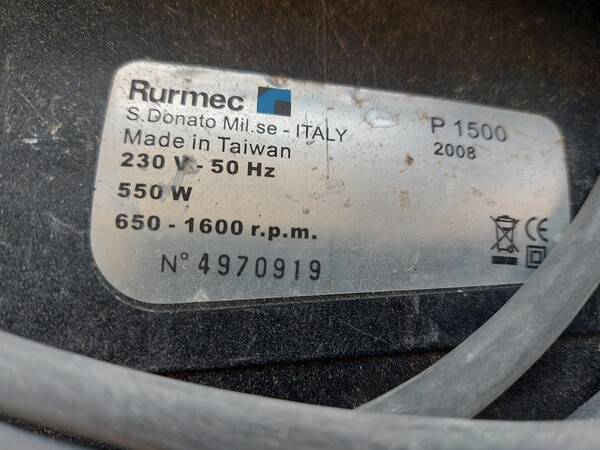 Rurmec
S.Donato Mil.se - ITALY
P 1500
Made in Taiwan
2008
230 V - 50 Hz
550 W
650 - 1600 r.p.m.
CE
N° 4970919